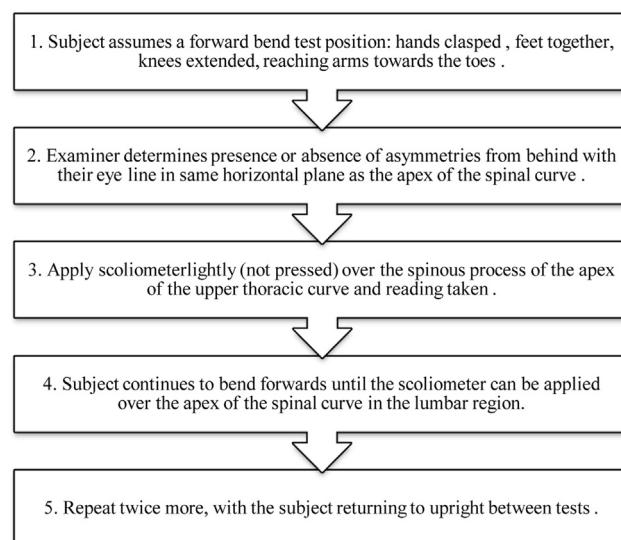 1. Subject assumes a forward bend test position: hands clasped , feet together,
knees extended, reaching arms towards the toes .
2. Examiner determines presence or absence of asymmetries from behind with
their eye line in same horizontal plane as the apex of the spinal curve .
3. Apply scoliometerlightly (not pressed) over the spinous process of the apex
of the upper thoracic curve and reading taken .
4. Subject continues to bend forwards until the scoliometer can be applied
over the apex of the spinal curve in the lumbar region.
5. Repeat twice more, with the subject returning to upright between tests .